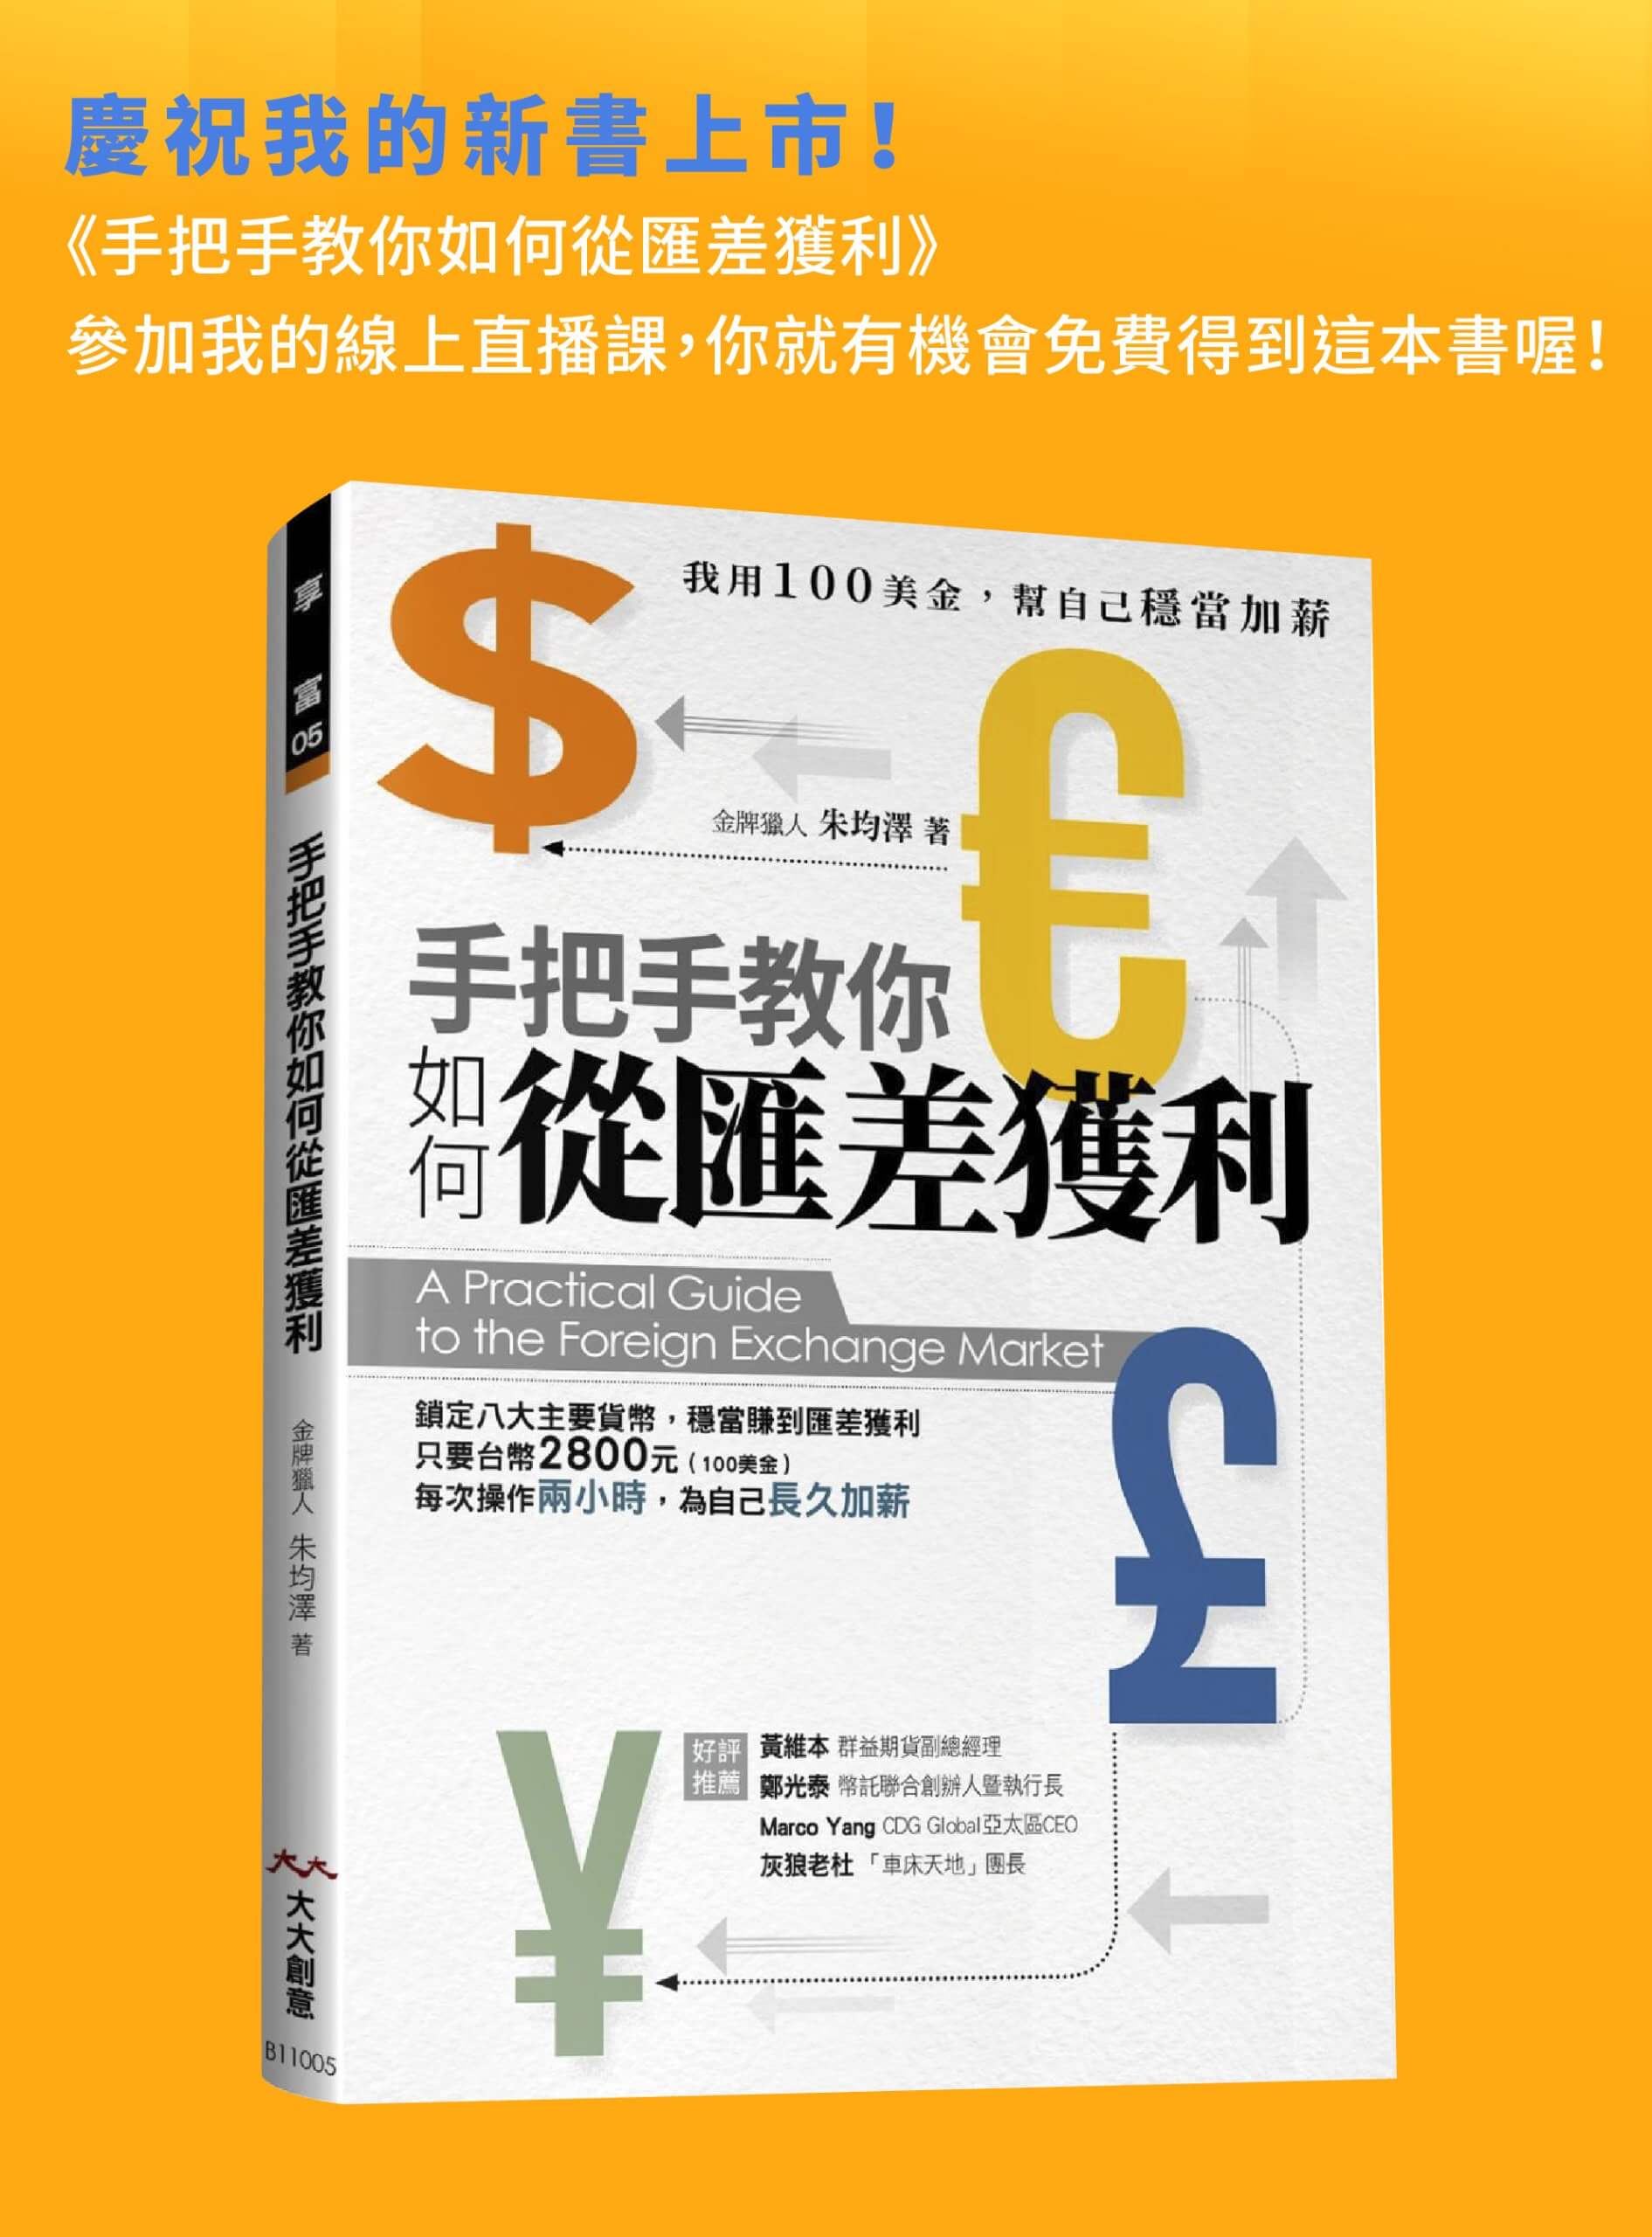 慶祝我的新書上市！
《手把手教你如何從匯差獲利》
參加我的線上直播課，你就有機會免費得到這本書喔！
享富05
手把手教你如何從匯差獲利
金牌獵人 朱均澤 著
大大
大大創意
B11005
我用100美金，幫自己穩當加薪
$
€
金牌獵人 朱均澤 著
手把手教你
如何從匯差獲利
A Practical Guide
to the Foreign Exchange Market
£
鎖定八大主要貨幣，穩當賺到匯差獲利
只要台幣2800元（100美金）
每次操作兩小時，為自己長久加薪
¥
好評推薦
黃維本 群益期貨副總經理
鄭光泰 幣託聯合創辦人暨執行長
Marco Yang CDG Global亞太區CEO
灰狼老杜「車床天地」團長